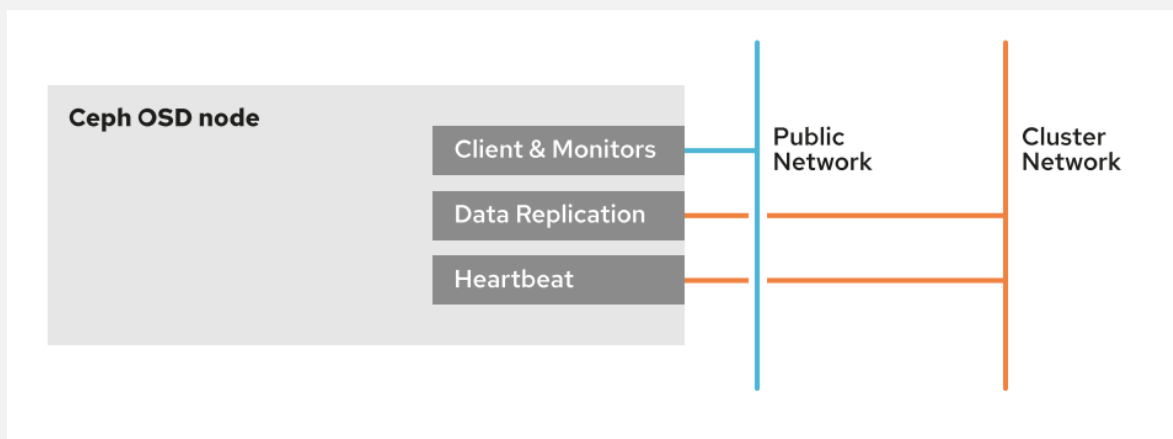 Ceph OSD node
Client & Monitors
Data Replication
Heartbeat
Public
Network
Cluster
Network